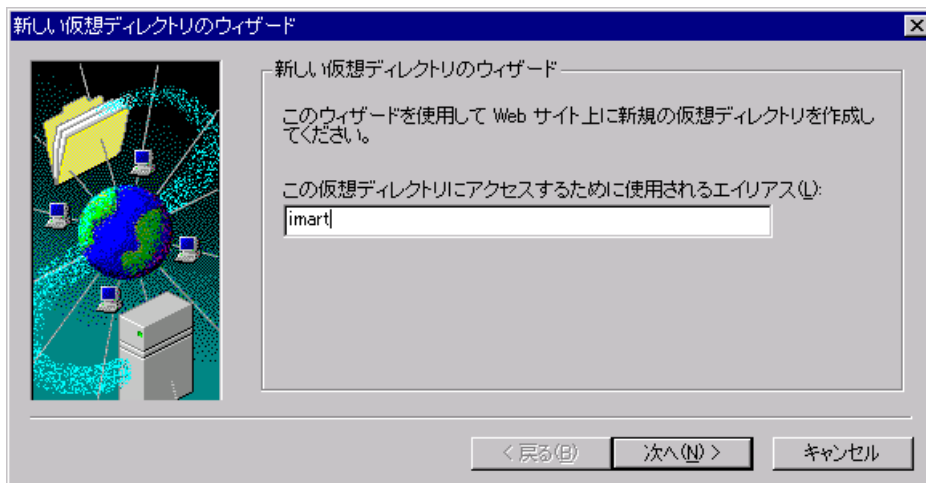 新しい仮想ディレクトリのウィザード
新しい仮想ディレクトリのウィザード
このウィザードを使用して Web サイト上に新規の仮想ディレクトリを作成し
てください。
この仮想ディレクトリにアクセスするために使用されるエイリアス(L):
imart
< 戻る(B)
次へ(N) >
キャンセル